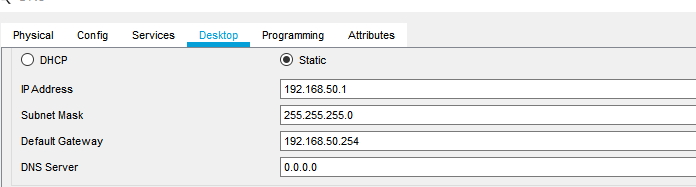 Physical Config Services Desktop Programming Attributes
DHCP Static
IP Address 192.168.50.1
Subnet Mask 255.255.255.0
Default Gateway 192.168.50.254
DNS Server 0.0.0.0